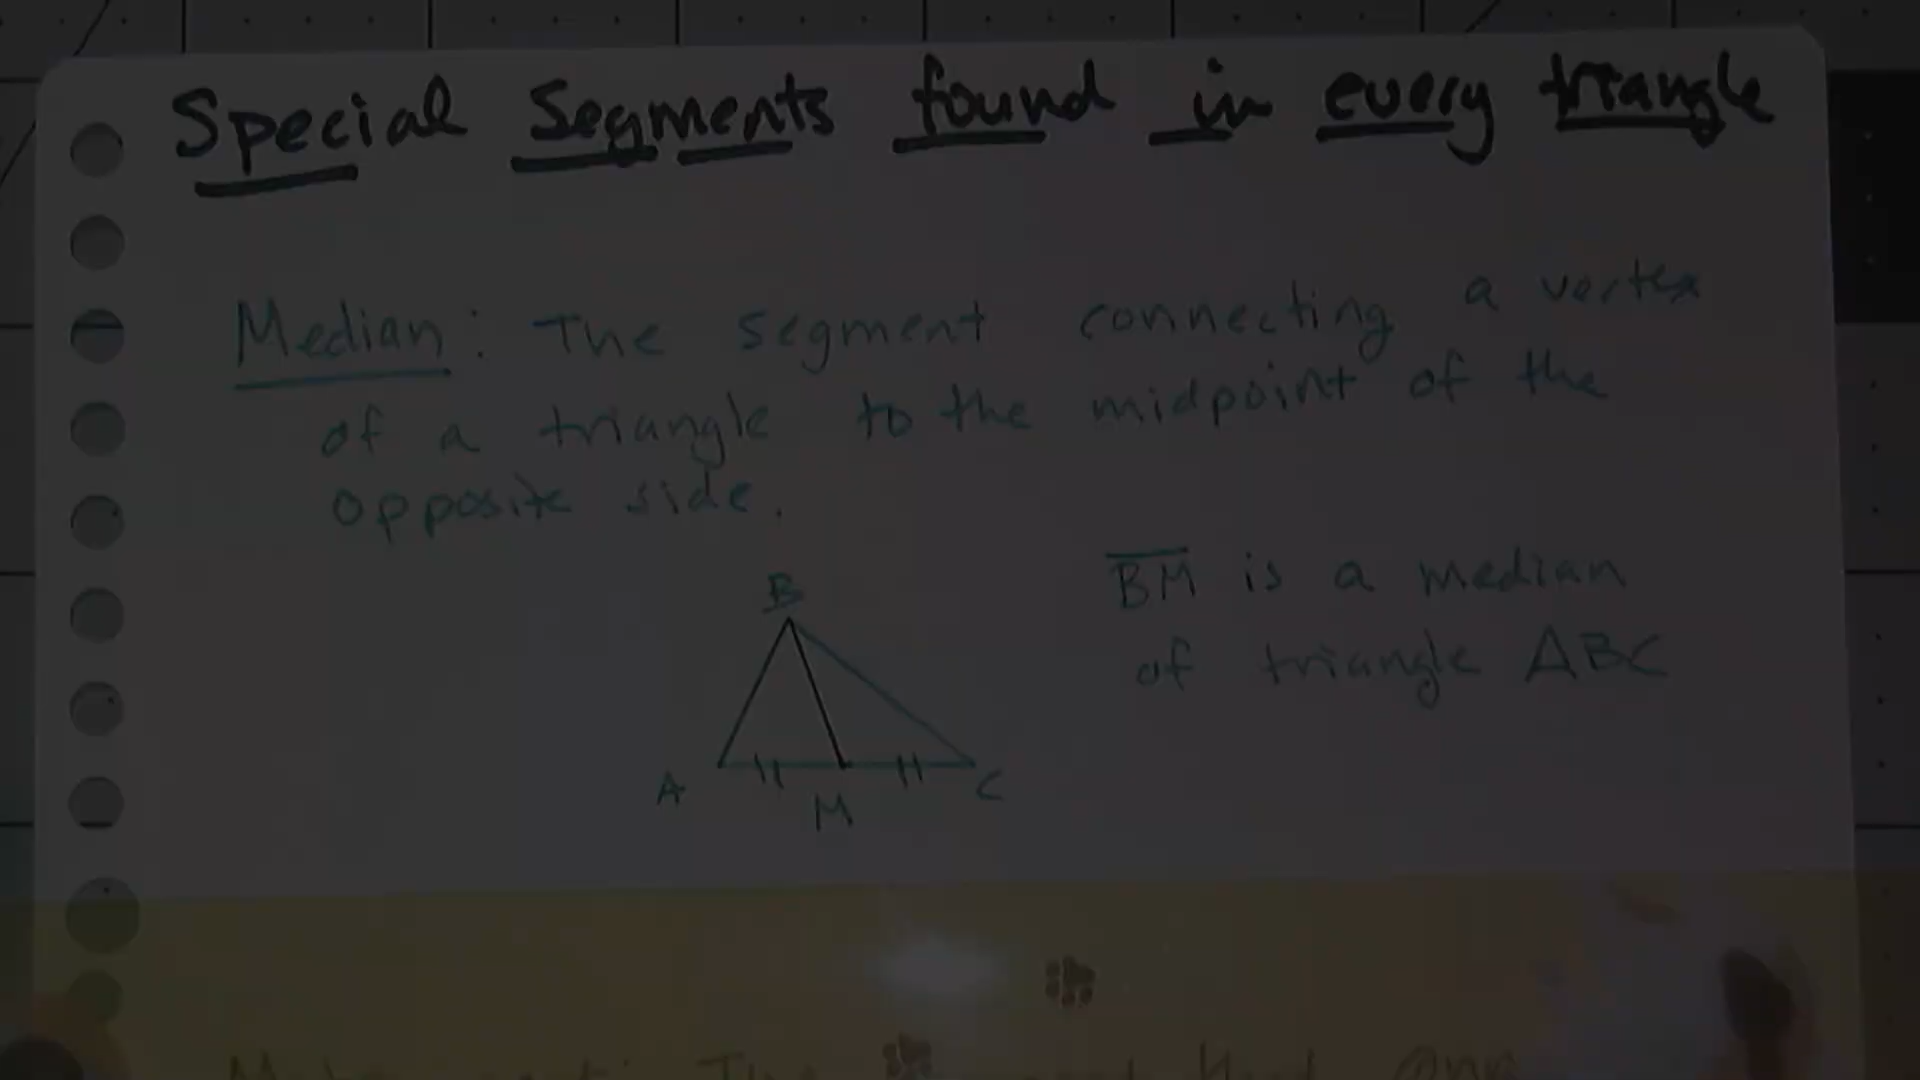 Special Segments found in every triangle
Median: The segment connecting a vertex
of a triangle to the midpoint of the
opposite side.
B
BM is a median
of triangle ABC
A
M
C